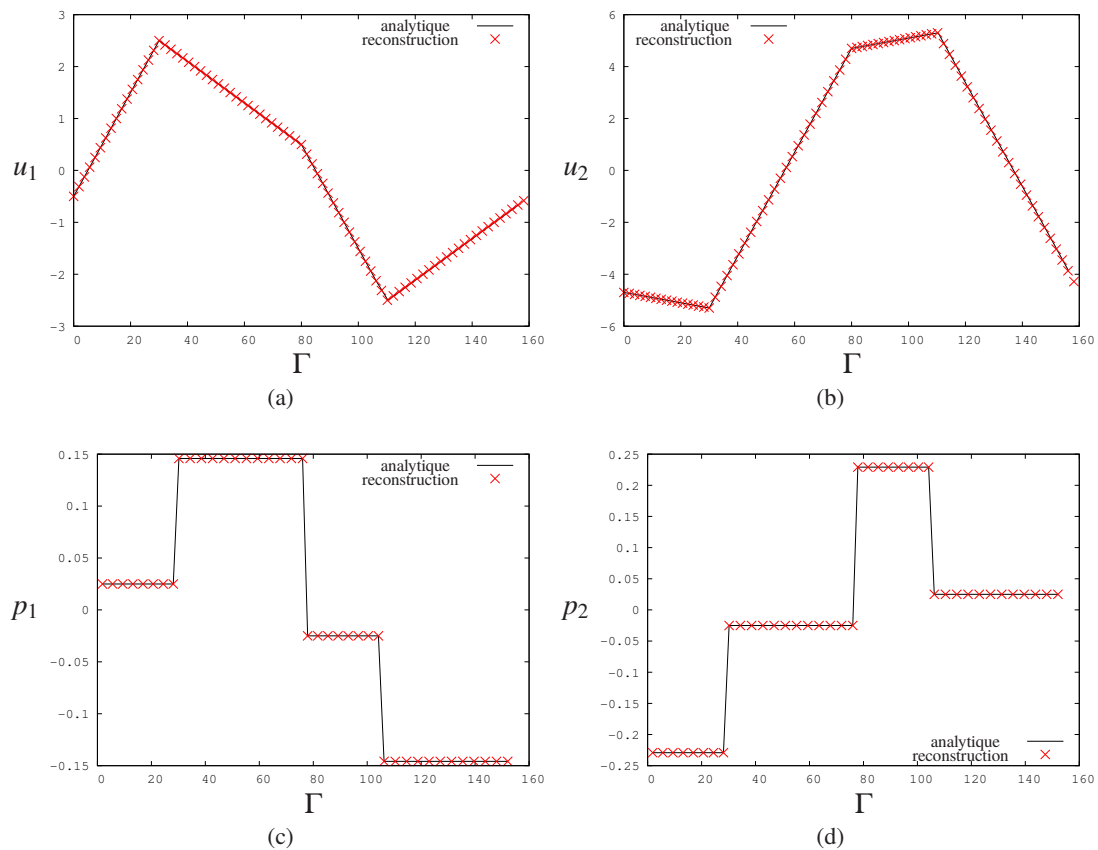 3
2
1
0
−1
−2
−3
u1
analytique
reconstruction
0 20 40 60 80 100 120 140 160
Γ
(a)
6
4
2
0
−2
−4
−6
u2
analytique
reconstruction
0 20 40 60 80 100 120 140 160
Γ
(b)
0.15
0.1
0.05
0
−0.05
−0.1
−0.15
p1
analytique
reconstruction
0 20 40 60 80 100 120 140 160
Γ
(c)
0.25
0.2
0.15
0.1
0.05
0
−0.05
−0.1
−0.15
−0.2
−0.25
p2
analytique
reconstruction
0 20 40 60 80 100 120 140 160
Γ
(d)